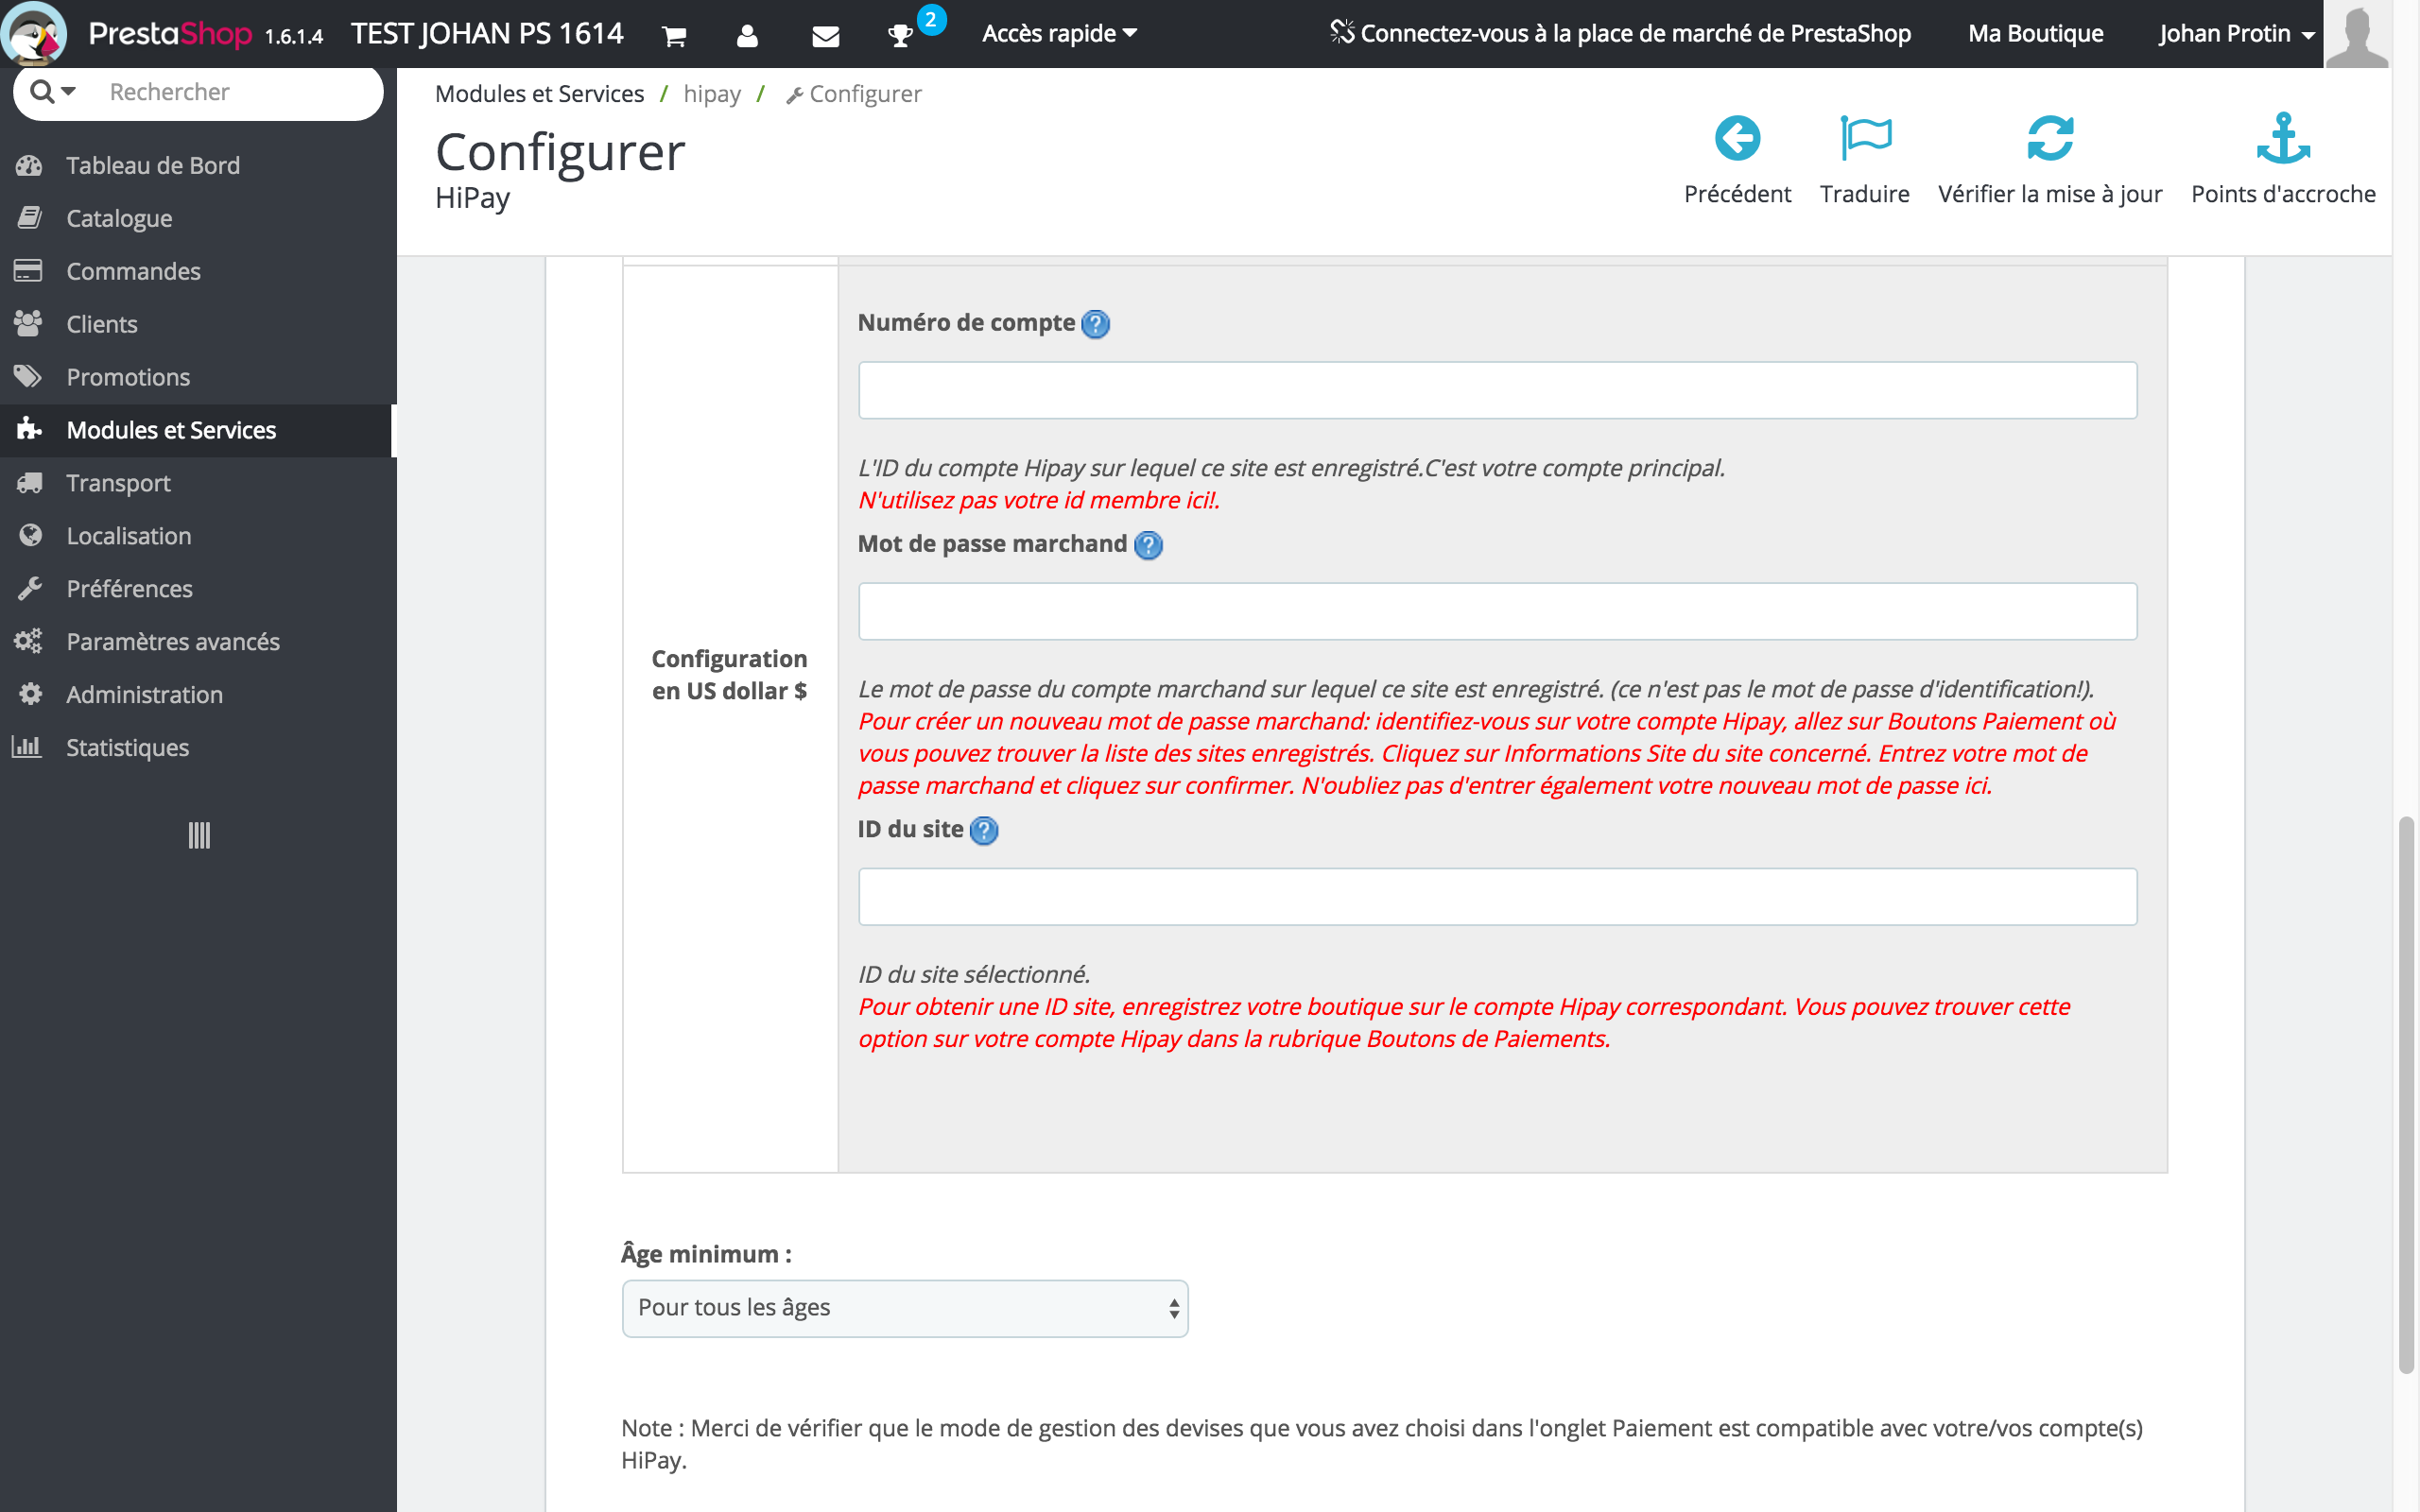 PrestaShop 1.6.1.4 TEST JOHAN PS 1614 2 Accès rapide Connectez-vous à la place de marché de PrestaShop Ma Boutique Johan Protin
Rechercher
Tableau de Bord
Catalogue
Commandes
Clients
Promotions
Modules et Services
Transport
Localisation
Préférences
Paramètres avancés
Administration
Statistiques
Modules et Services / hipay / Configurer
Configurer
HiPay
Précédent Traduire Vérifier la mise à jour Points d'accroche
Configuration
en US dollar $
Numéro de compte ?
L'ID du compte Hipay sur lequel ce site est enregistré.C'est votre compte principal.
N'utilisez pas votre id membre ici!.
Mot de passe marchand ?
Le mot de passe du compte marchand sur lequel ce site est enregistré. (ce n'est pas le mot de passe d'identification!).
Pour créer un nouveau mot de passe marchand: identifiez-vous sur votre compte Hipay, allez sur Boutons Paiement où
vous pouvez trouver la liste des sites enregistrés. Cliquez sur Informations Site du site concerné. Entrez votre mot de
passe marchand et cliquez sur confirmer. N'oubliez pas d'entrer également votre nouveau mot de passe ici.
ID du site ?
ID du site sélectionné.
Pour obtenir une ID site, enregistrez votre boutique sur le compte Hipay correspondant. Vous pouvez trouver cette
option sur votre compte Hipay dans la rubrique Boutons de Paiements.
Âge minimum :
Pour tous les âges
Note : Merci de vérifier que le mode de gestion des devises que vous avez choisi dans l'onglet Paiement est compatible avec votre/vos compte(s)
HiPay.